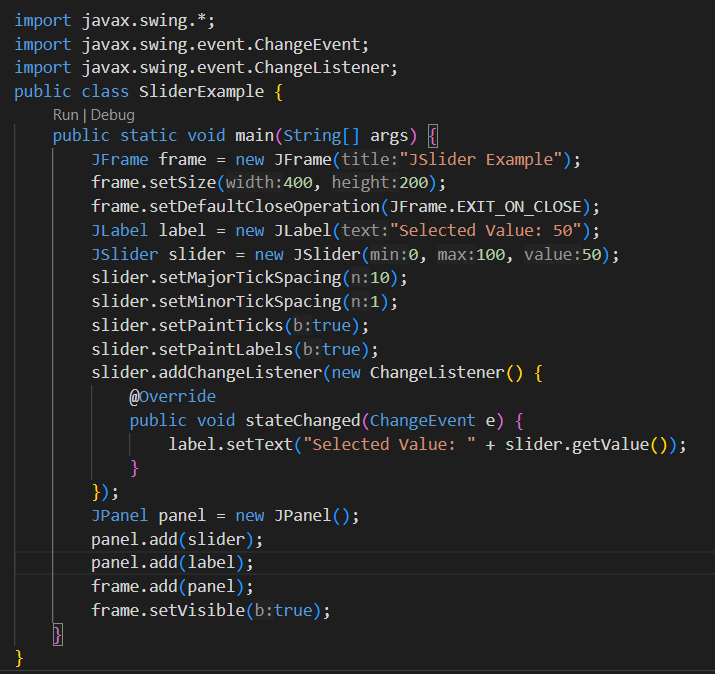 import javax.swing.*;
import javax.swing.event.ChangeEvent;
import javax.swing.event.ChangeListener;
public class SliderExample {
    Run | Debug
    public static void main(String[] args) {
        JFrame frame = new JFrame(title:"JSlider Example");
        frame.setSize(width:400, height:200);
        frame.setDefaultCloseOperation(JFrame.EXIT_ON_CLOSE);
        JLabel label = new JLabel(text:"Selected Value: 50");
        JSlider slider = new JSlider(min:0, max:100, value:50);
        slider.setMajorTickSpacing(n:10);
        slider.setMinorTickSpacing(n:1);
        slider.setPaintTicks(b:true);
        slider.setPaintLabels(b:true);
        slider.addChangeListener(new ChangeListener() {
            @Override
            public void stateChanged(ChangeEvent e) {
                label.setText("Selected Value: " + slider.getValue());
            }
        });
        JPanel panel = new JPanel();
        panel.add(slider);
        panel.add(label);
        frame.add(panel);
        frame.setVisible(b:true);
    }
}